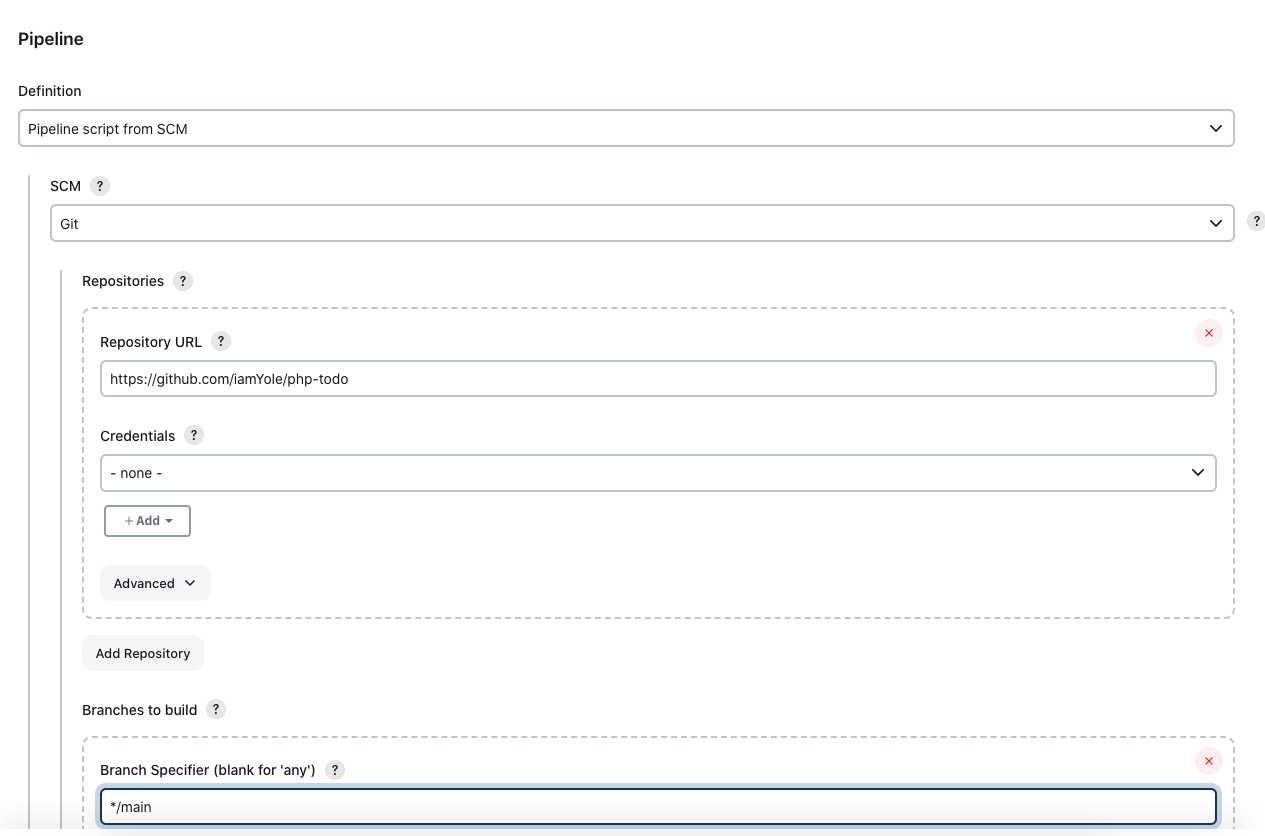 Pipeline
Definition
Pipeline script from SCM
SCM ?
Git
?
Repositories ?
Repository URL ?
https://github.com/iamYole/php-todo
Credentials ?
- none -
+ Add
Advanced
Add Repository
Branches to build ?
Branch Specifier (blank for 'any') ?
*/main